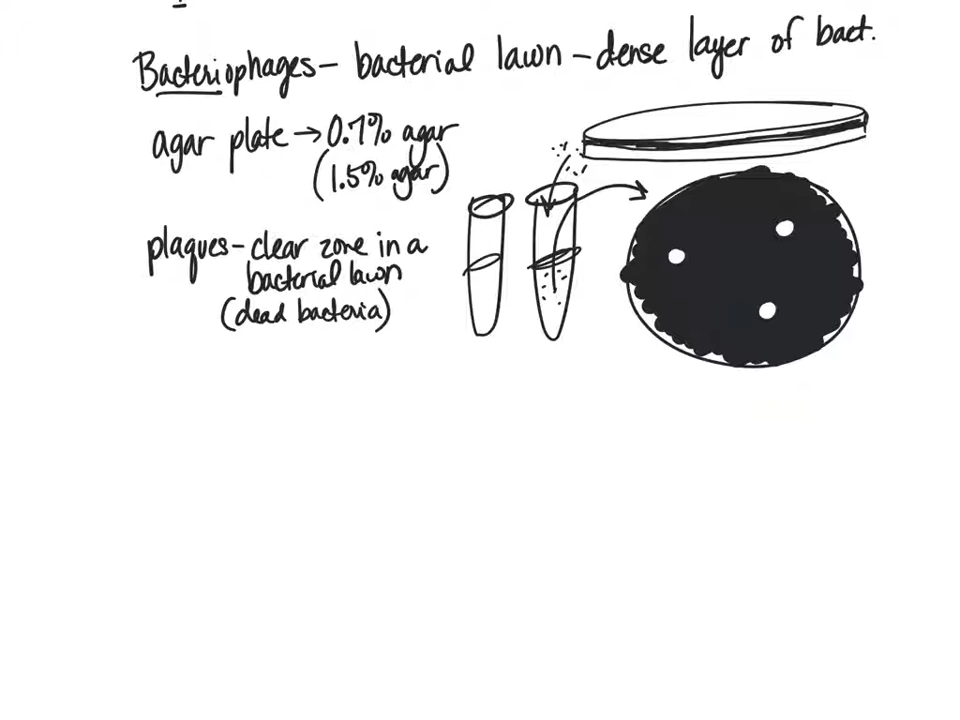 Bacteriophages - bacterial lawn - dense layer of bact.
agar plate → 0.7% agar
(1.5% agar)
plaques - clear zone in a
bacterial lawn
(dead bacteria)